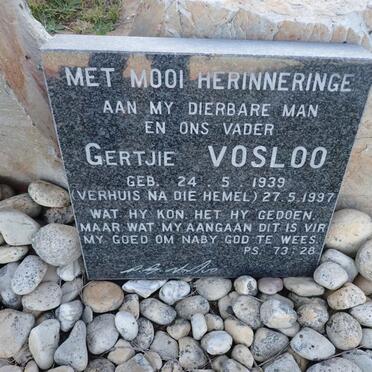 MET MOOI HERINNERINGE
AAN MY DIERBARE MAN
EN ONS VADER
GERTJIE VOSLOO
GEB. 24.5.1939
(VERHUIS NA DIE HEMEL) 27.5.1997
WAT HY KON, HET HY GEDOEN.
MAAR WAT MY AANGAAN DIT IS VIR
MY GOED OM NABY GOD TE WEES.
PS. 73:28